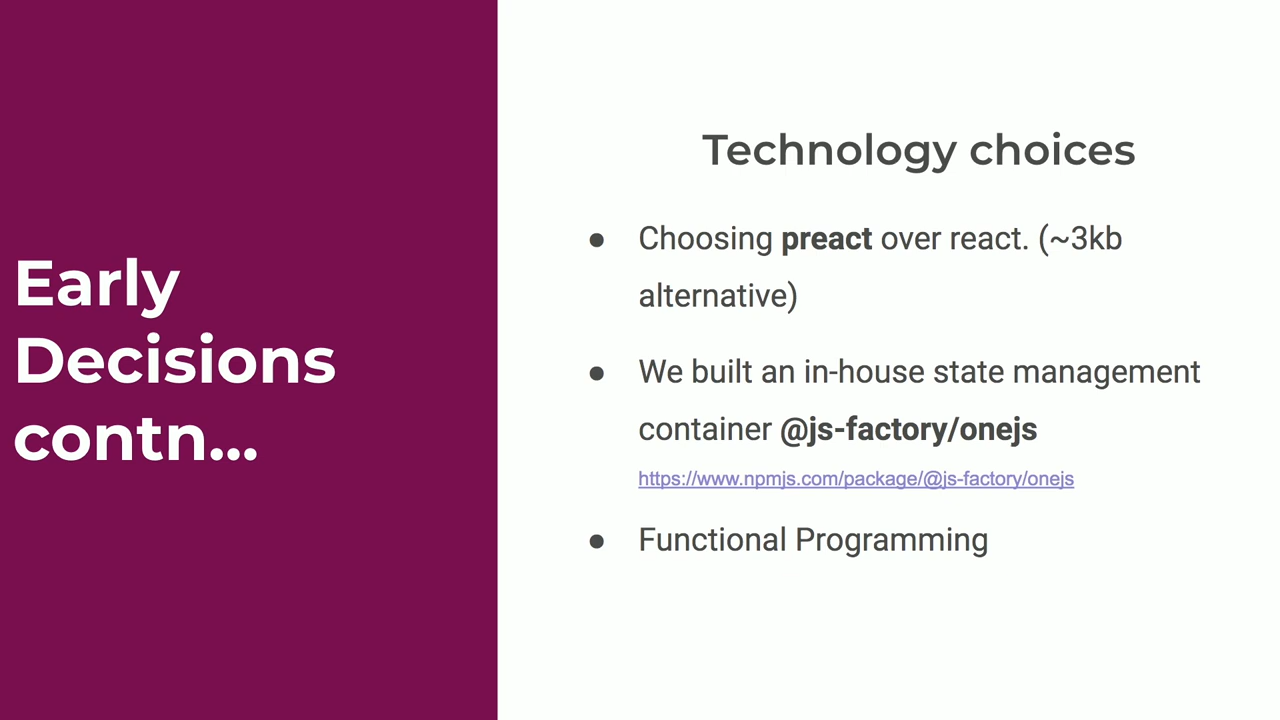 Early
Decisions
contn...
Technology choices
● Choosing preact over react. (~3kb
alternative)
● We built an in-house state management
container @js-factory/onejs
https://www.npmjs.com/package/@js-factory/onejs
● Functional Programming